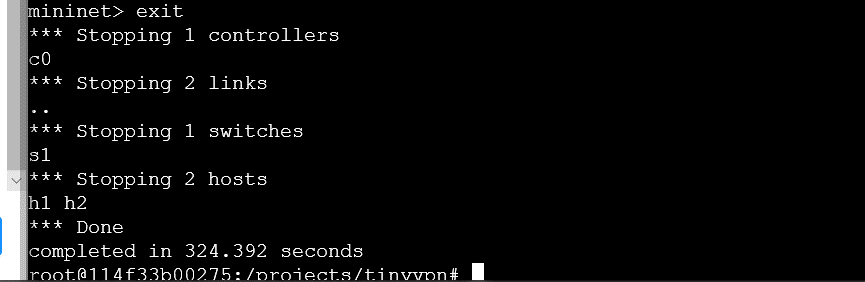 mininet> exit
*** Stopping 1 controllers
c0
*** Stopping 2 links
..
*** Stopping 1 switches
s1
*** Stopping 2 hosts
h1 h2
*** Done
completed in 324.392 seconds
root@114f33b00275:/projects/tinyvpn#